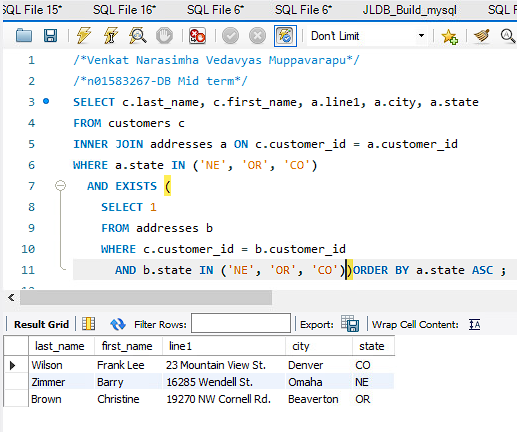 SQL File 15* SQL File 16* SQL File 6* SQL File 6* JLDB_Build_mysql SQL F
Don't Limit
1 /*Venkat Narasimha Vedavyas Muppavarapu*/
2 /*n01583267-DB Mid term*/
3 SELECT c.last_name, c.first_name, a.line1, a.city, a.state
4 FROM customers c
5 INNER JOIN addresses a ON c.customer_id = a.customer_id
6 WHERE a.state IN ('NE', 'OR', 'CO')
7 AND EXISTS (
8 SELECT 1
9 FROM addresses b
10 WHERE c.customer_id = b.customer_id
11 AND b.state IN ('NE', 'OR', 'CO'))ORDER BY a.state ASC ;
Result Grid Filter Rows: Export: Wrap Cell Content: IA
last_name first_name line1 city state
Wilson Frank Lee 23 Mountain View St. Denver CO
Zimmer Barry 16285 Wendell St. Omaha NE
Brown Christine 19270 NW Cornell Rd. Beaverton OR